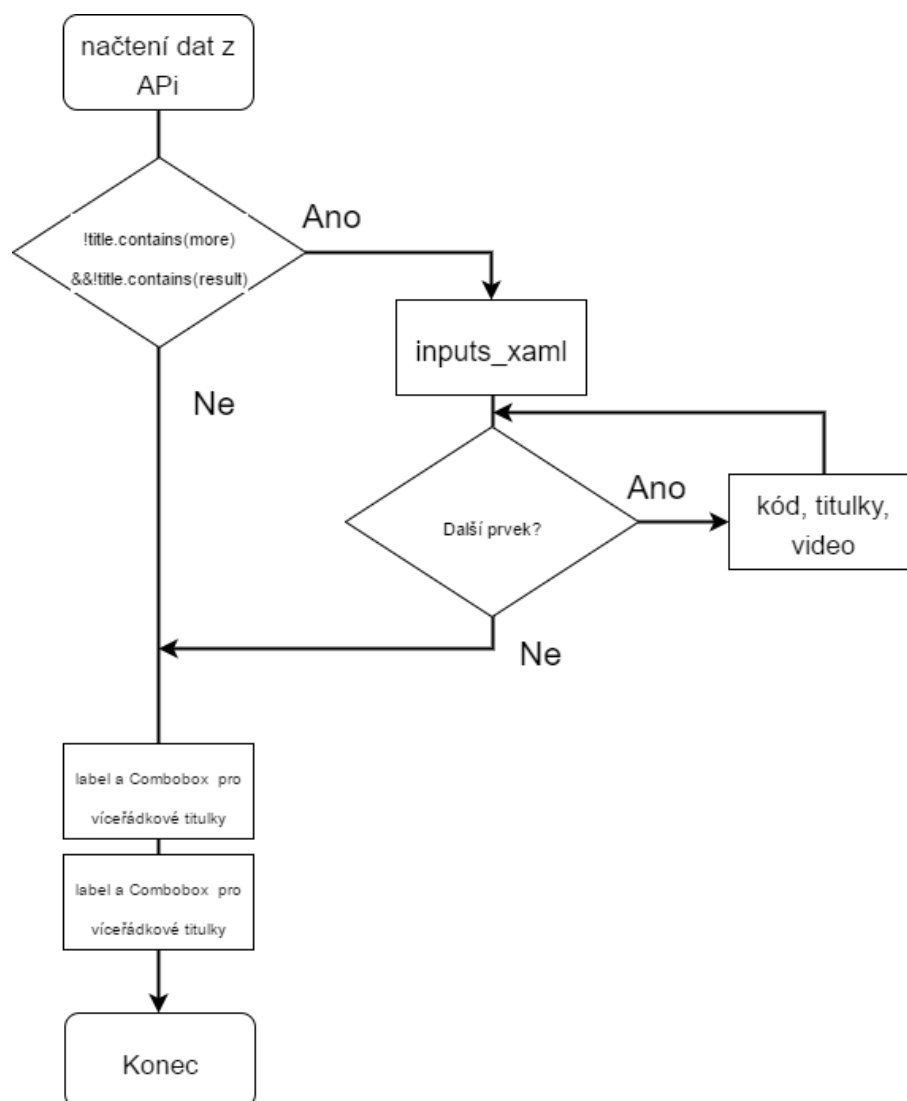 načtení dat z
APi
!title.contains(more)
&&!title.contains(result)
Ano
inputs_xaml
Ne
Další prvek?
Ano
kód, titulky,
video
Ne
label a Combobox pro
víceřádkové titulky
label a Combobox pro
víceřádkové titulky
Konec